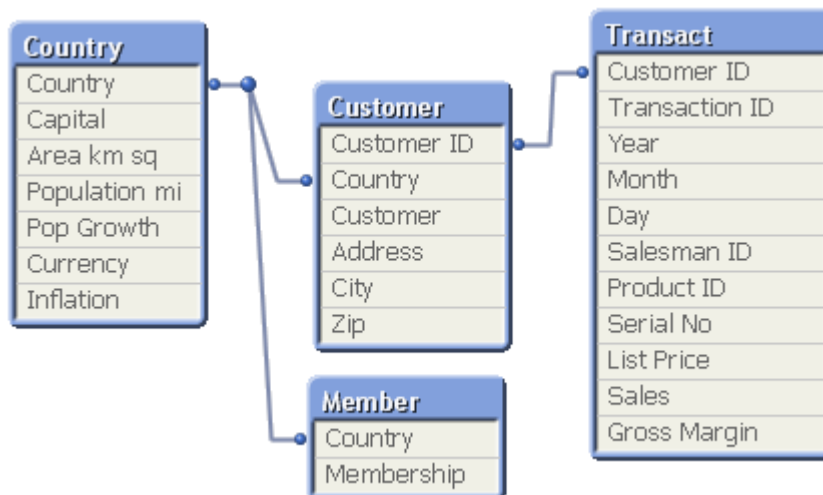 Country
Country
Capital
Area km sq
Population mi
Pop Growth
Currency
Inflation
Customer
Customer ID
Country
Customer
Address
City
Zip
Member
Country
Membership
Transact
Customer ID
Transaction ID
Year
Month
Day
Salesman ID
Product ID
Serial No
List Price
Sales
Gross Margin